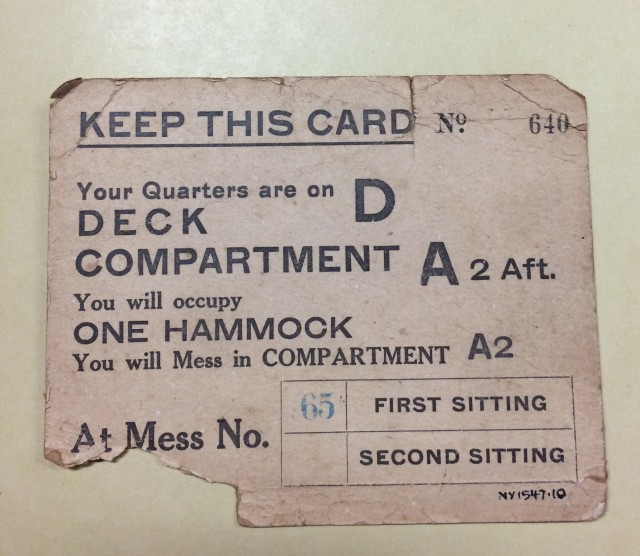 KEEP THIS CARD Nº 640
Your Quarters are on D
DECK
COMPARTMENT A 2 Aft.
You will occupy
ONE HAMMOCK
You will Mess in COMPARTMENT A2
At Mess No. 65 FIRST SITTING
SECOND SITTING
NY1547.10